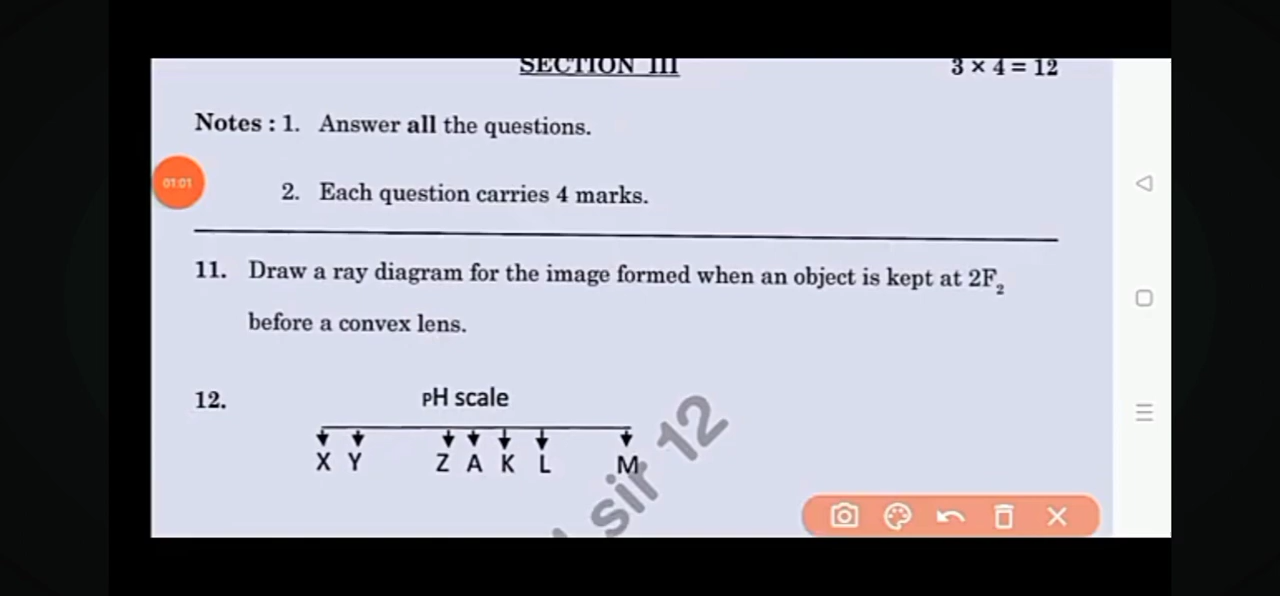 SECTION III
3 × 4 = 12
Notes : 1. Answer all the questions.
01:01
2. Each question carries 4 marks.
11. Draw a ray diagram for the image formed when an object is kept at 2F₂
before a convex lens.
12. pH scale
X Y Z A K L M
sir 12